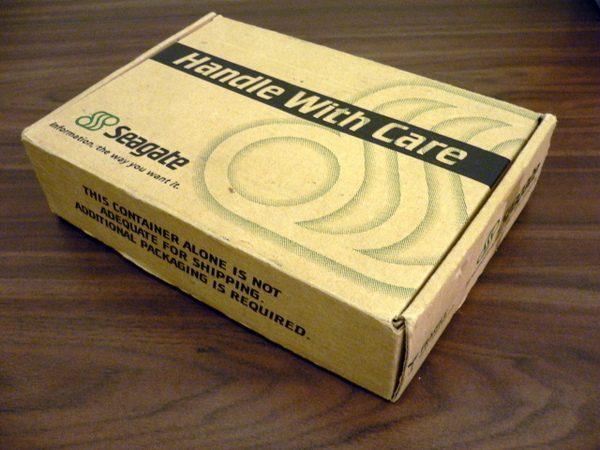 Handle With Care
Seagate
Information, the way you want it.
THIS CONTAINER ALONE IS NOT
ADEQUATE FOR SHIPPING.
ADDITIONAL PACKAGING IS REQUIRED.
Seagate